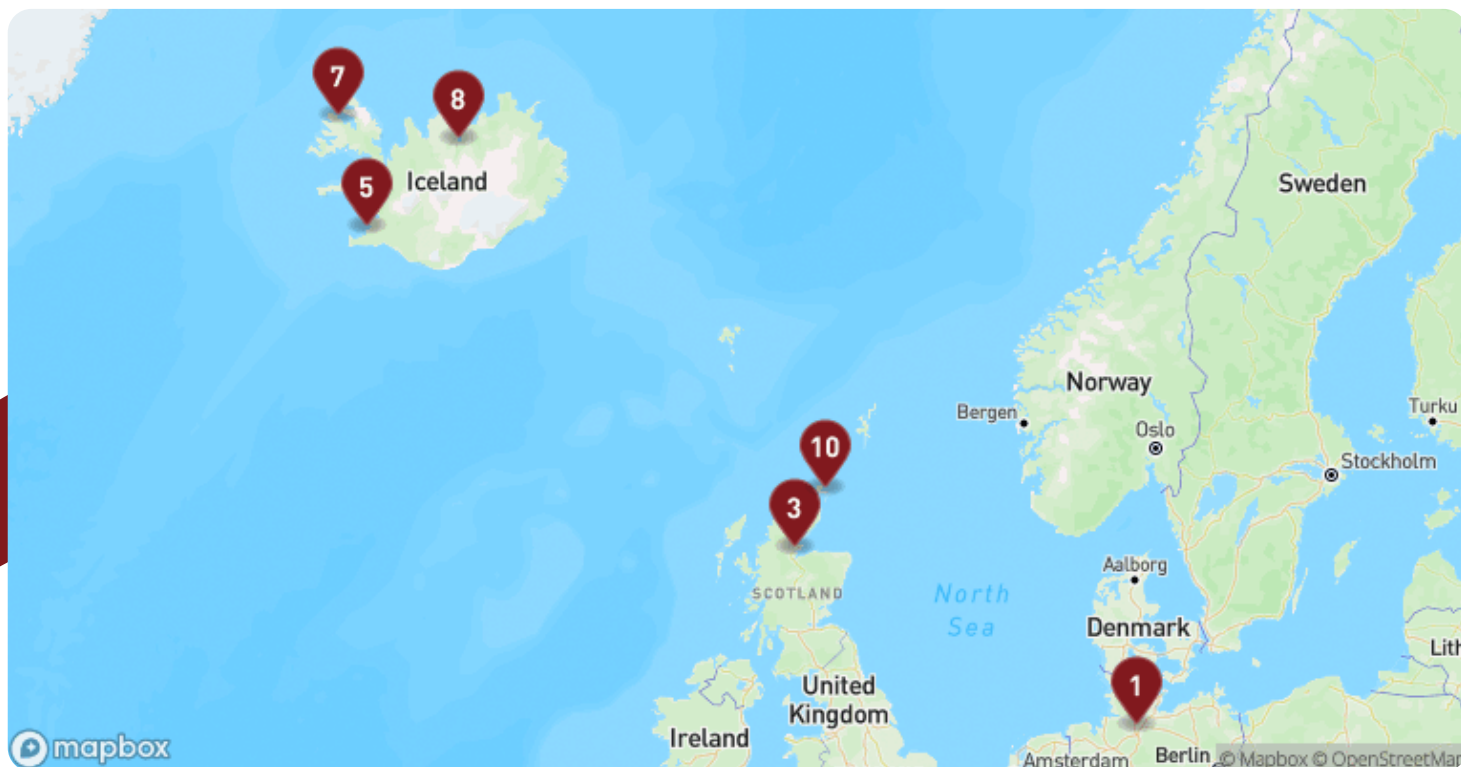 7
8
5
Iceland
Sweden
Norway
Bergen
Oslo
Turku
Stockholm
10
3
SCOTLAND
North
Sea
Aalborg
Denmark
Lith
1
United
Kingdom
Ireland
Amsterdam
Berlin
mapbox
© Mapbox © OpenStreetMap